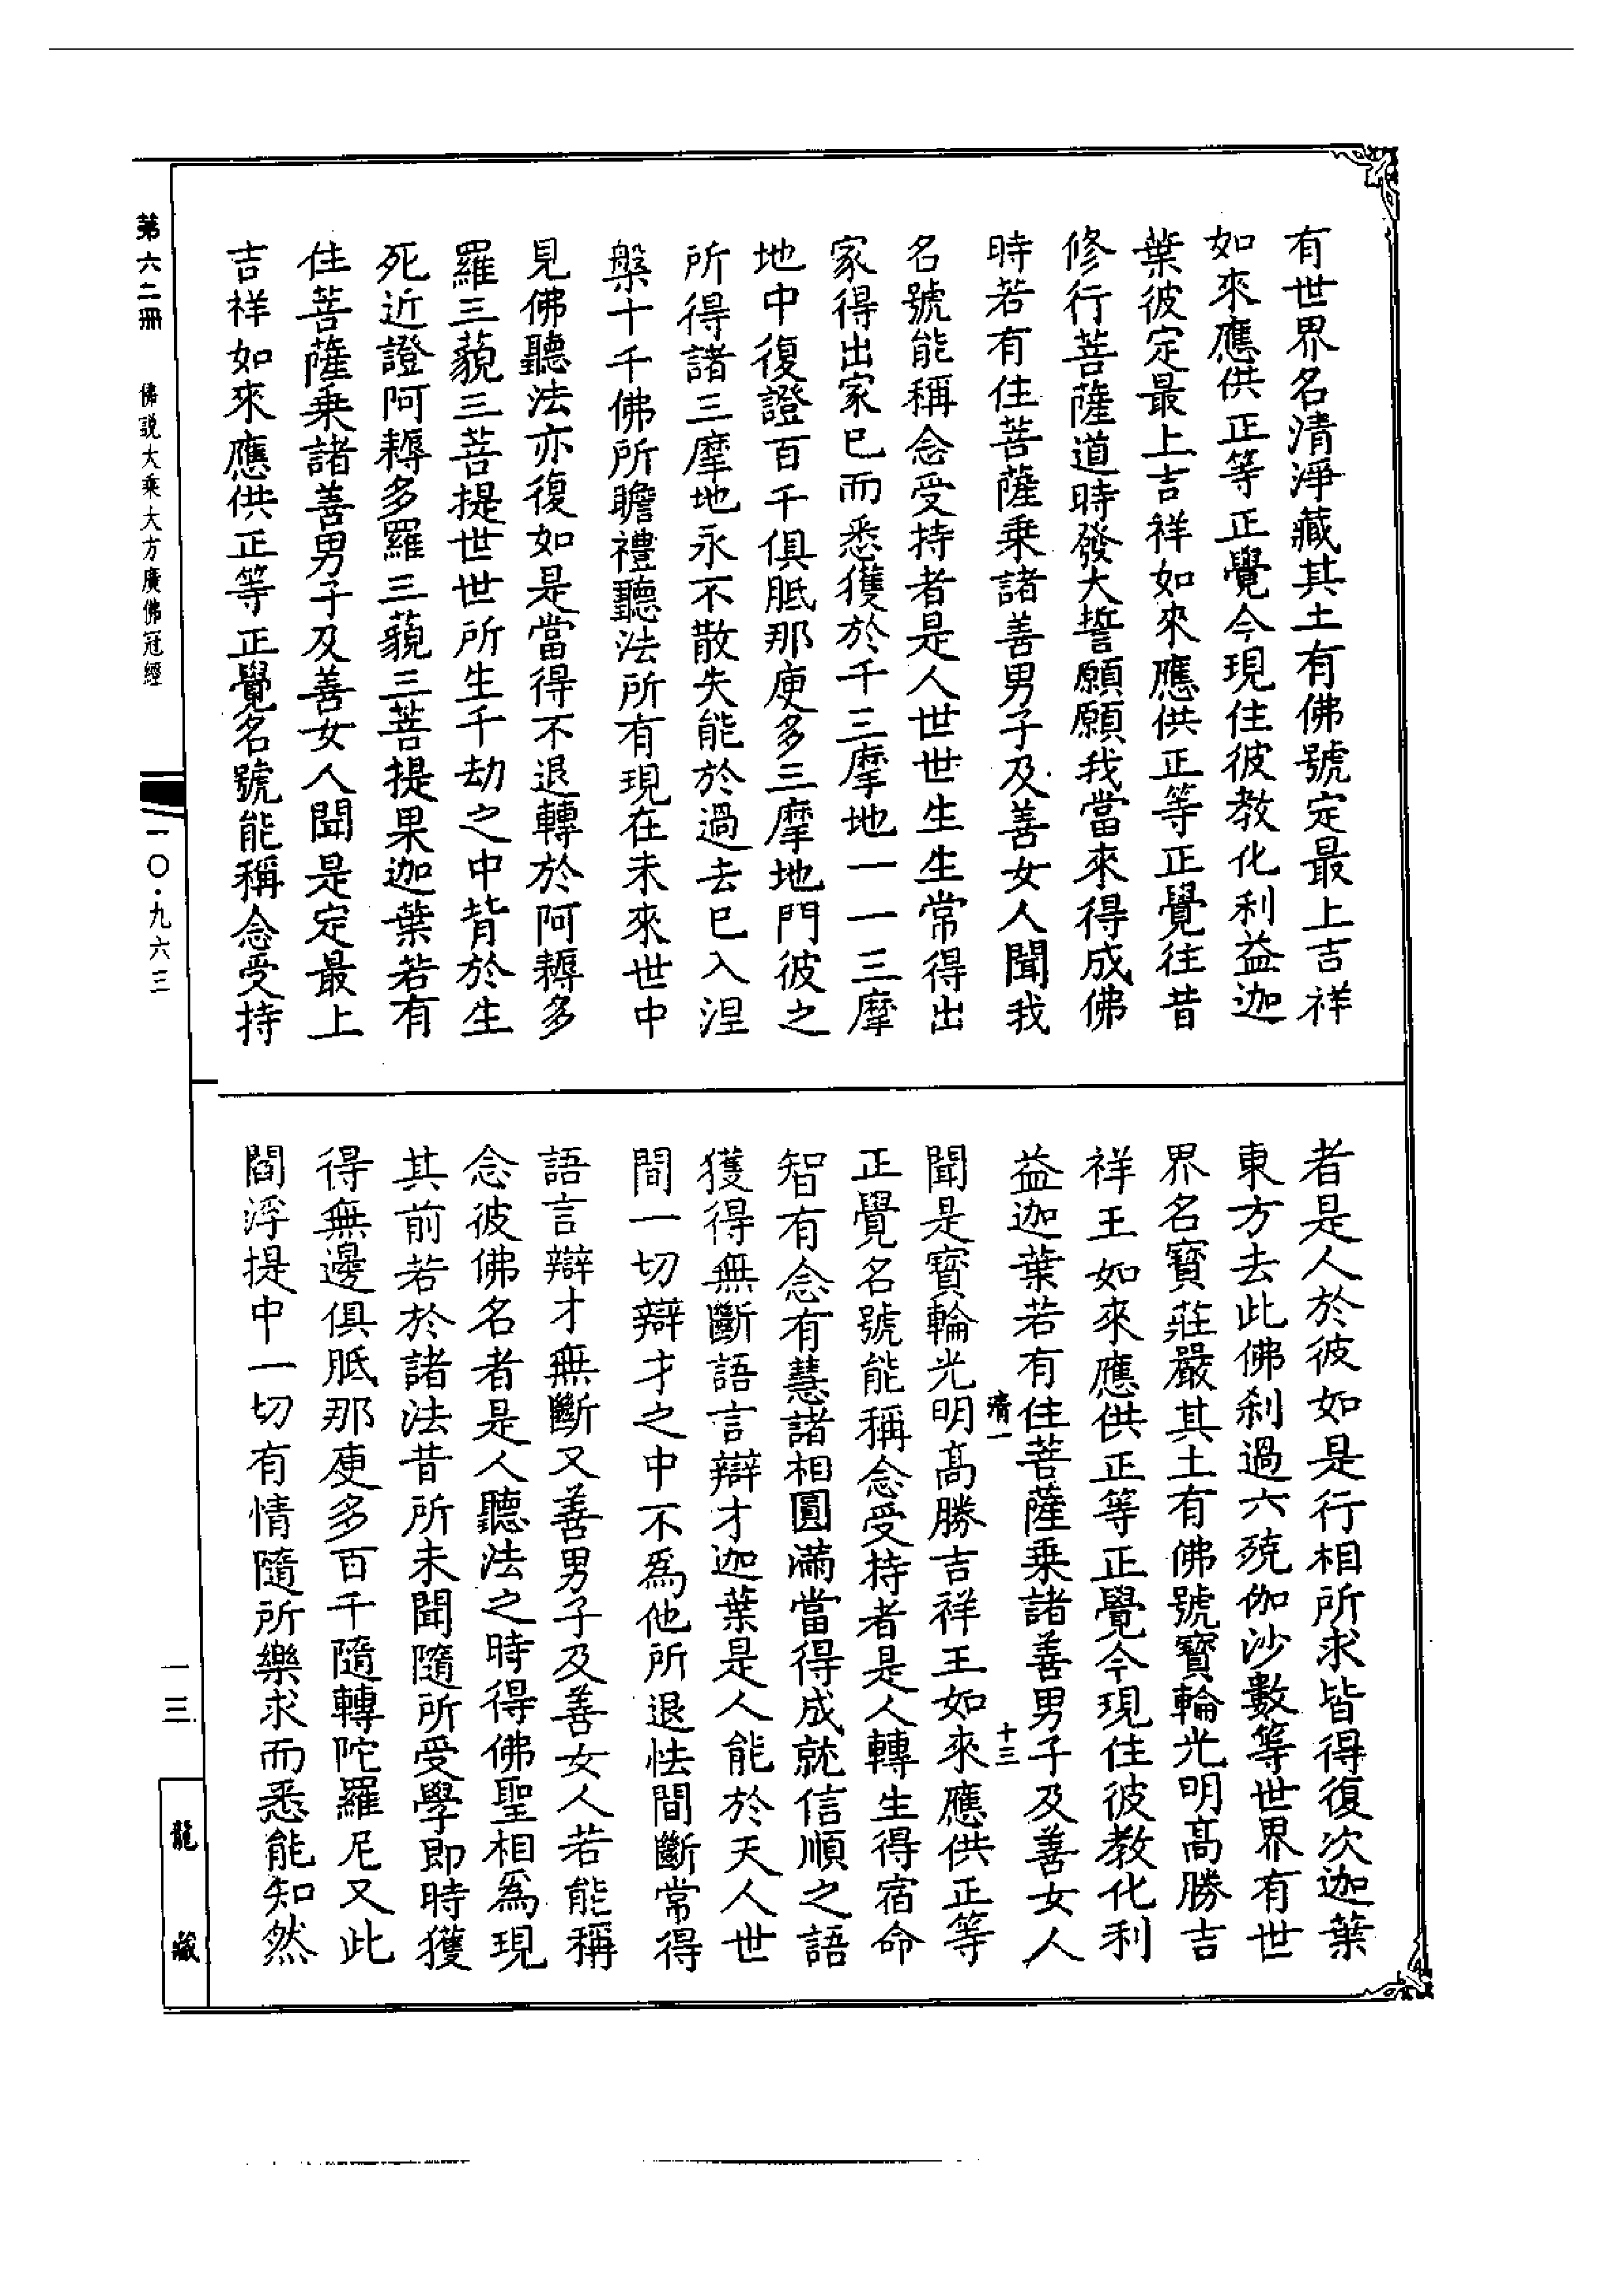 有世界名清淨藏其土有佛號定最上吉祥
如來應供正等正覺今現住彼教化利益迦
葉彼定最上吉祥如來應供正等正覺往昔
修行菩薩道時發大誓願願我當來得成佛
時若有住菩薩乘諸善男子及善女人聞我
名號能稱念受持者是人世世生生常得出
家得出家已而悉獲於千三摩地一一三摩
地中復證百千俱胝那庾多三摩地門彼之
所得諸三摩地永不散失能於過去已入涅
槃十千佛所瞻禮聽法所有現在未來世中
見佛聽法亦復如是當得不退轉於阿耨多
羅三藐三菩提世世所生千劫之中背於生
死近證阿耨多羅三藐三菩提果迦葉若有
住菩薩乘諸善男子及善女人聞是定最上
吉祥如來應供正等正覺名號能稱念受持
者是人於彼如是行相所求皆得復次迦葉
東方去此佛剎過六殑伽沙數等世界有世
界名寶莊嚴其土有佛號寶輪光明高勝吉
祥王如來應供正等正覺今現住彼教化利
益迦葉若有住菩薩乘諸善男子及善女人
清一 十三
聞是寶輪光明高勝吉祥王如來應供正等
正覺名號能稱念受持者是人轉生得宿命
智有念有慧諸相圓滿當得成就信順之語
獲得無斷語言辯才迦葉是人能於天人世
間一切辯才之中不為他所退怯間斷常得
語言辯才無斷又善男子及善女人若能稱
念彼佛名者是人聽法之時得佛聖相為現
其前若於諸法昔所未聞隨所受學即時獲
得無邊俱胝那庾多百千隨轉陀羅尼又此
閻浮提中一切有情隨所樂求而悉能知然
第六二冊 佛説大乘大方廣佛冠經
一〇·九六三
一三
龍藏